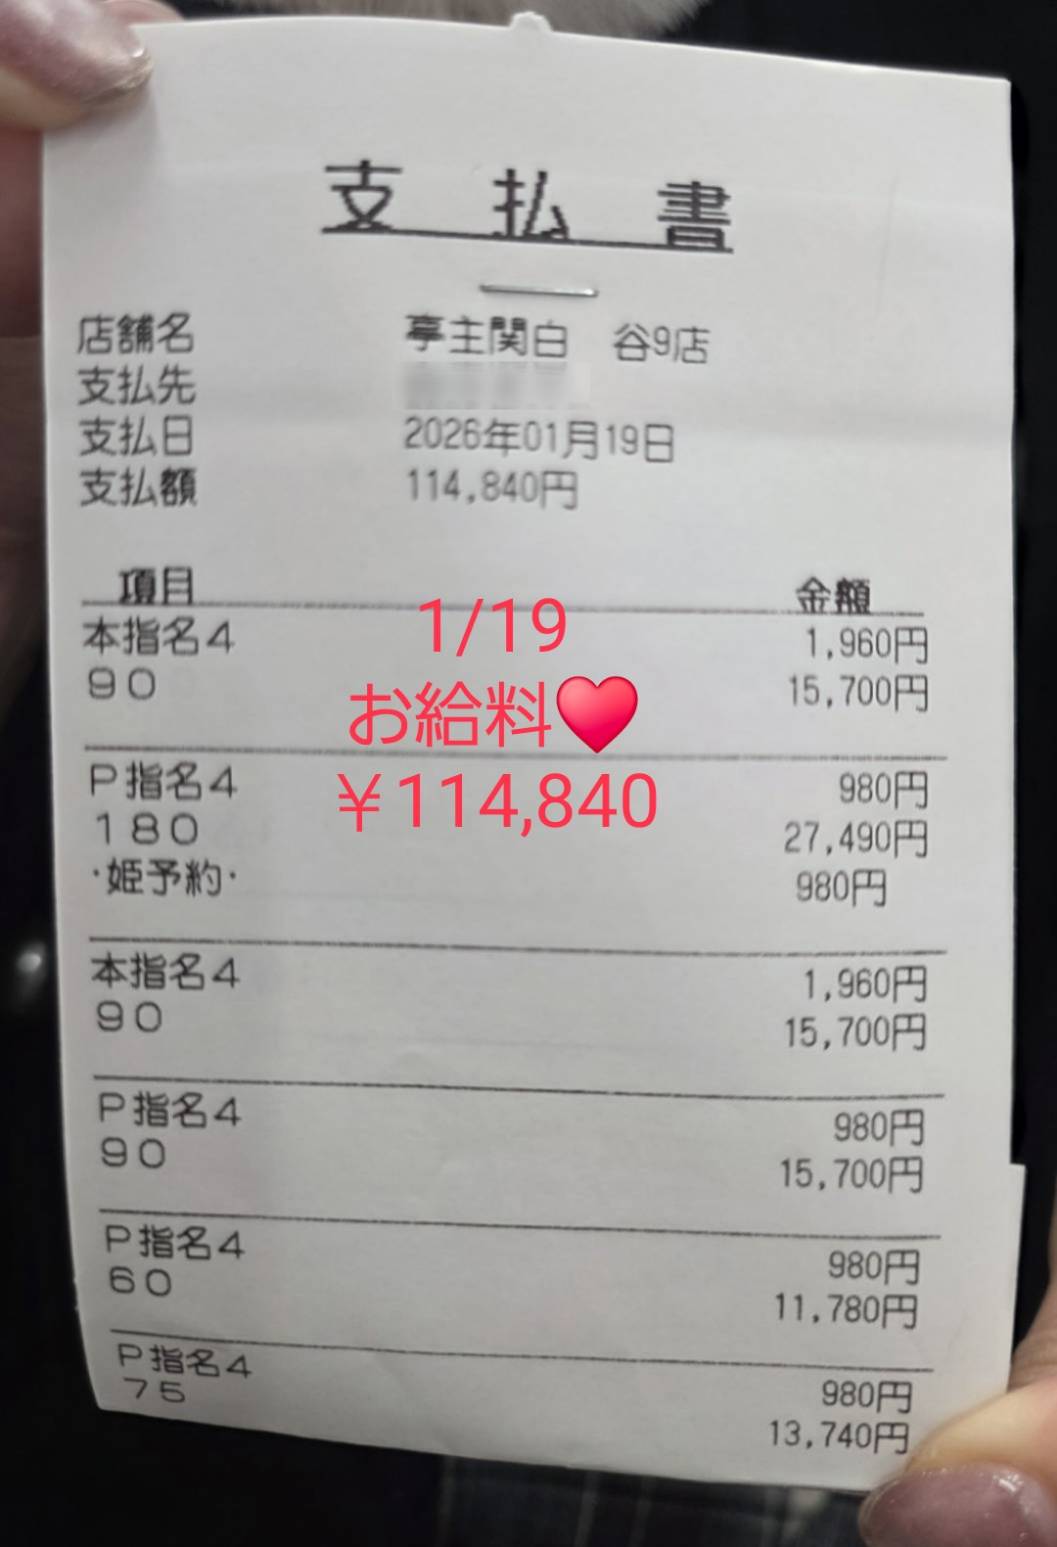 支払書
店舗名 亭主関白 谷9店
支払先
支払日 2026年01月19日
支払額 114,840円
項目 金額
本指名4 1,960円
90 15,700円
1/19
お給料♥
￥114,840
P指名4 980円
180 27,490円
・姫予約・ 980円
本指名4 1,960円
90 15,700円
P指名4 980円
90 15,700円
P指名4 980円
60 11,780円
P指名4 980円
75 13,740円